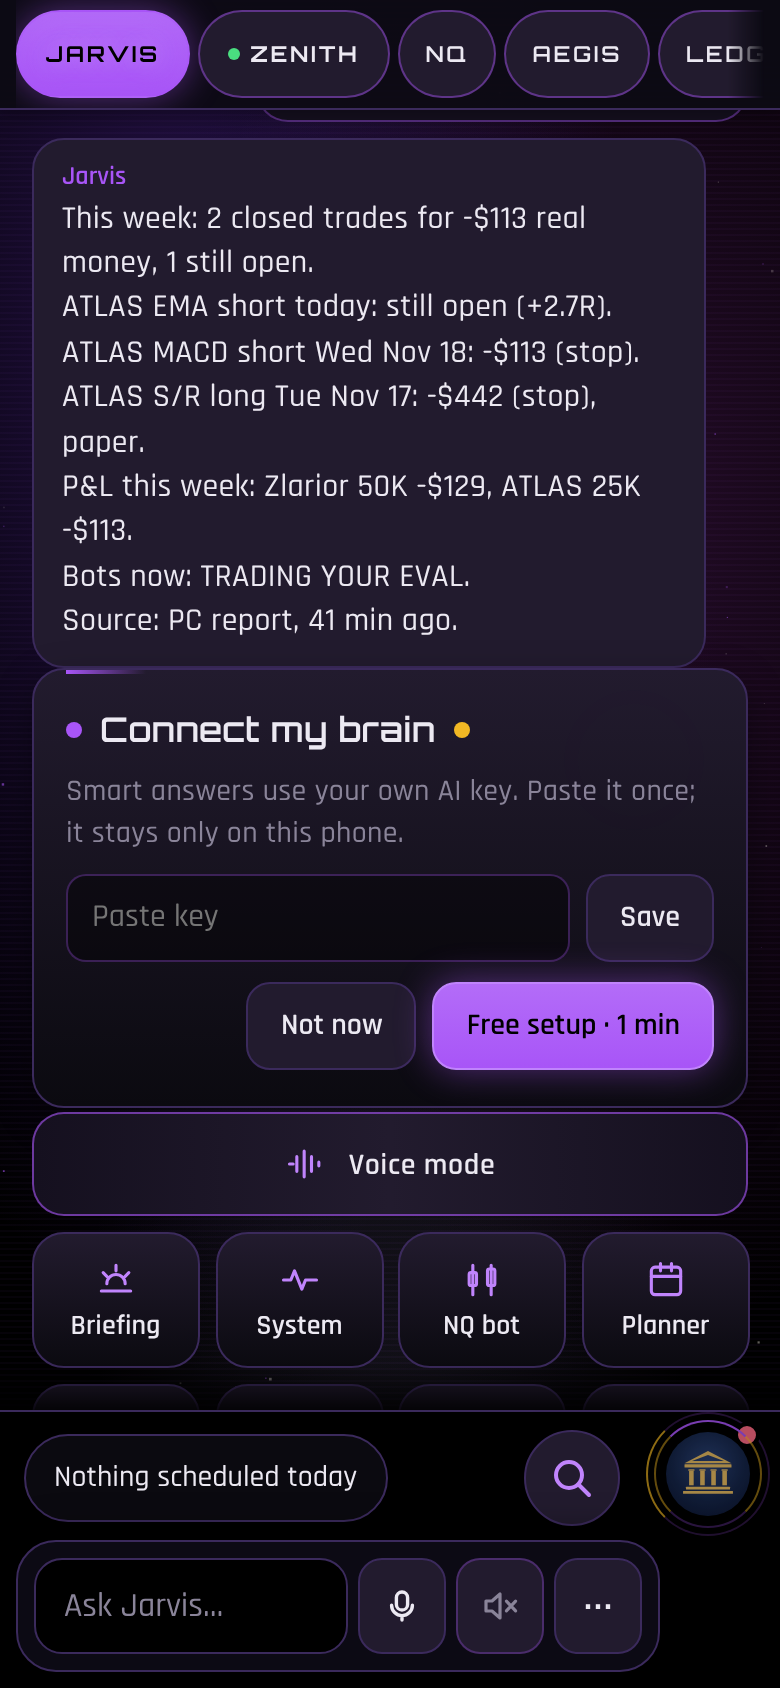 JARVIS
ZENITH
NQ
AEGIS
LEDG
Jarvis
This week: 2 closed trades for -$113 real
money, 1 still open.
ATLAS EMA short today: still open (+2.7R).
ATLAS MACD short Wed Nov 18: -$113 (stop).
ATLAS S/R long Tue Nov 17: -$442 (stop),
paper.
P&L this week: Zlarior 50K -$129, ATLAS 25K
-$113.
Bots now: TRADING YOUR EVAL.
Source: PC report, 41 min ago.
Connect my brain
Smart answers use your own AI key. Paste it once;
it stays only on this phone.
Paste key
Save
Not now
Free setup · 1 min
Voice mode
Briefing
System
NQ bot
Planner
Nothing scheduled today
Ask Jarvis...